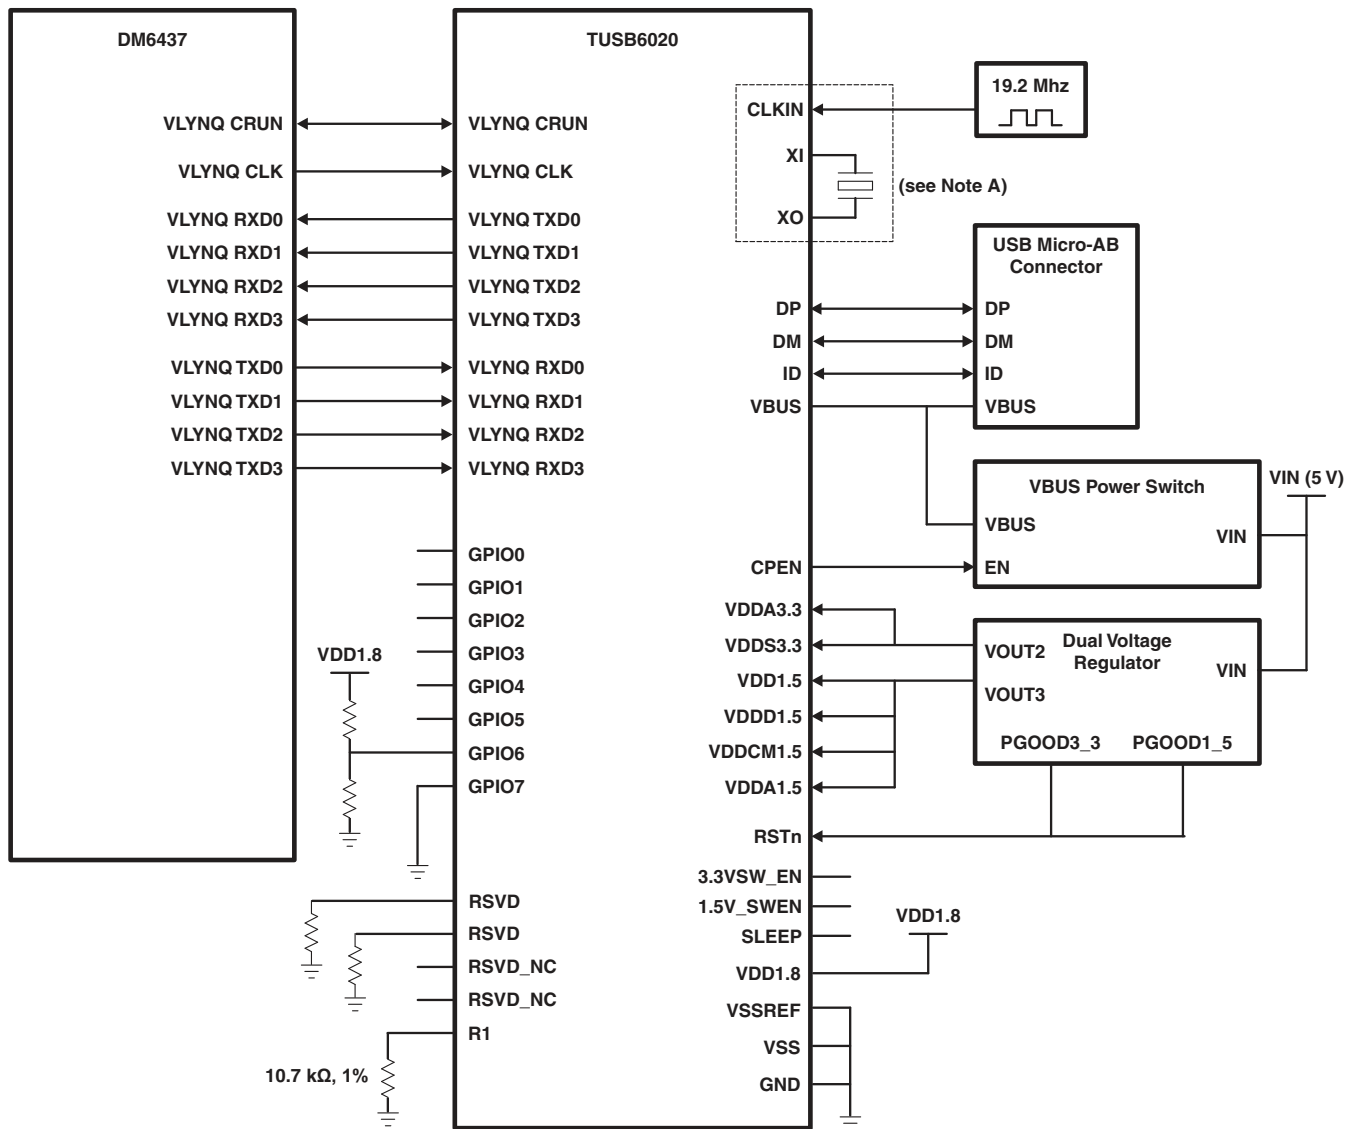 DM6437
VLYNQ CRUN
VLYNQ CLK
VLYNQ RXD0
VLYNQ RXD1
VLYNQ RXD2
VLYNQ RXD3
VLYNQ TXD0
VLYNQ TXD1
VLYNQ TXD2
VLYNQ TXD3
TUSB6020
VLYNQ CRUN
VLYNQ CLK
VLYNQ TXD0
VLYNQ TXD1
VLYNQ TXD2
VLYNQ TXD3
VLYNQ RXD0
VLYNQ RXD1
VLYNQ RXD2
VLYNQ RXD3
GPIO0
GPIO1
GPIO2
GPIO3
GPIO4
GPIO5
GPIO6
GPIO7
VDD1.8
RSVD
RSVD
RSVD_NC
RSVD_NC
R1
10.7 kΩ, 1%
CLKIN
XI
XO
DP
DM
ID
VBUS
CPEN
VDDA3.3
VDDS3.3
VDD1.5
VDDD1.5
VDDCM1.5
VDDA1.5
RSTn
3.3VSW_EN
1.5V_SWEN
SLEEP
VDD1.8
VSSREF
VSS
GND
VDD1.8
19.2 Mhz
(see Note A)
USB Micro-AB
Connector
DP
DM
ID
VBUS
VBUS Power Switch
VBUS
VIN
EN
VIN (5 V)
Dual Voltage
Regulator
VOUT2
VIN
VOUT3
PGOOD3_3 PGOOD1_5